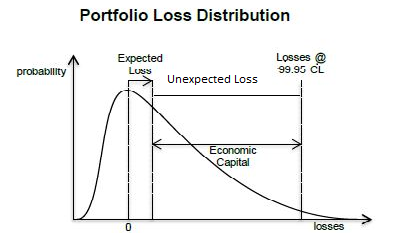 Portfolio Loss Distribution
Expected
Loss
Losses @
99.95 CL
probability
Unexpected Loss
Economic
Capital
0
losses